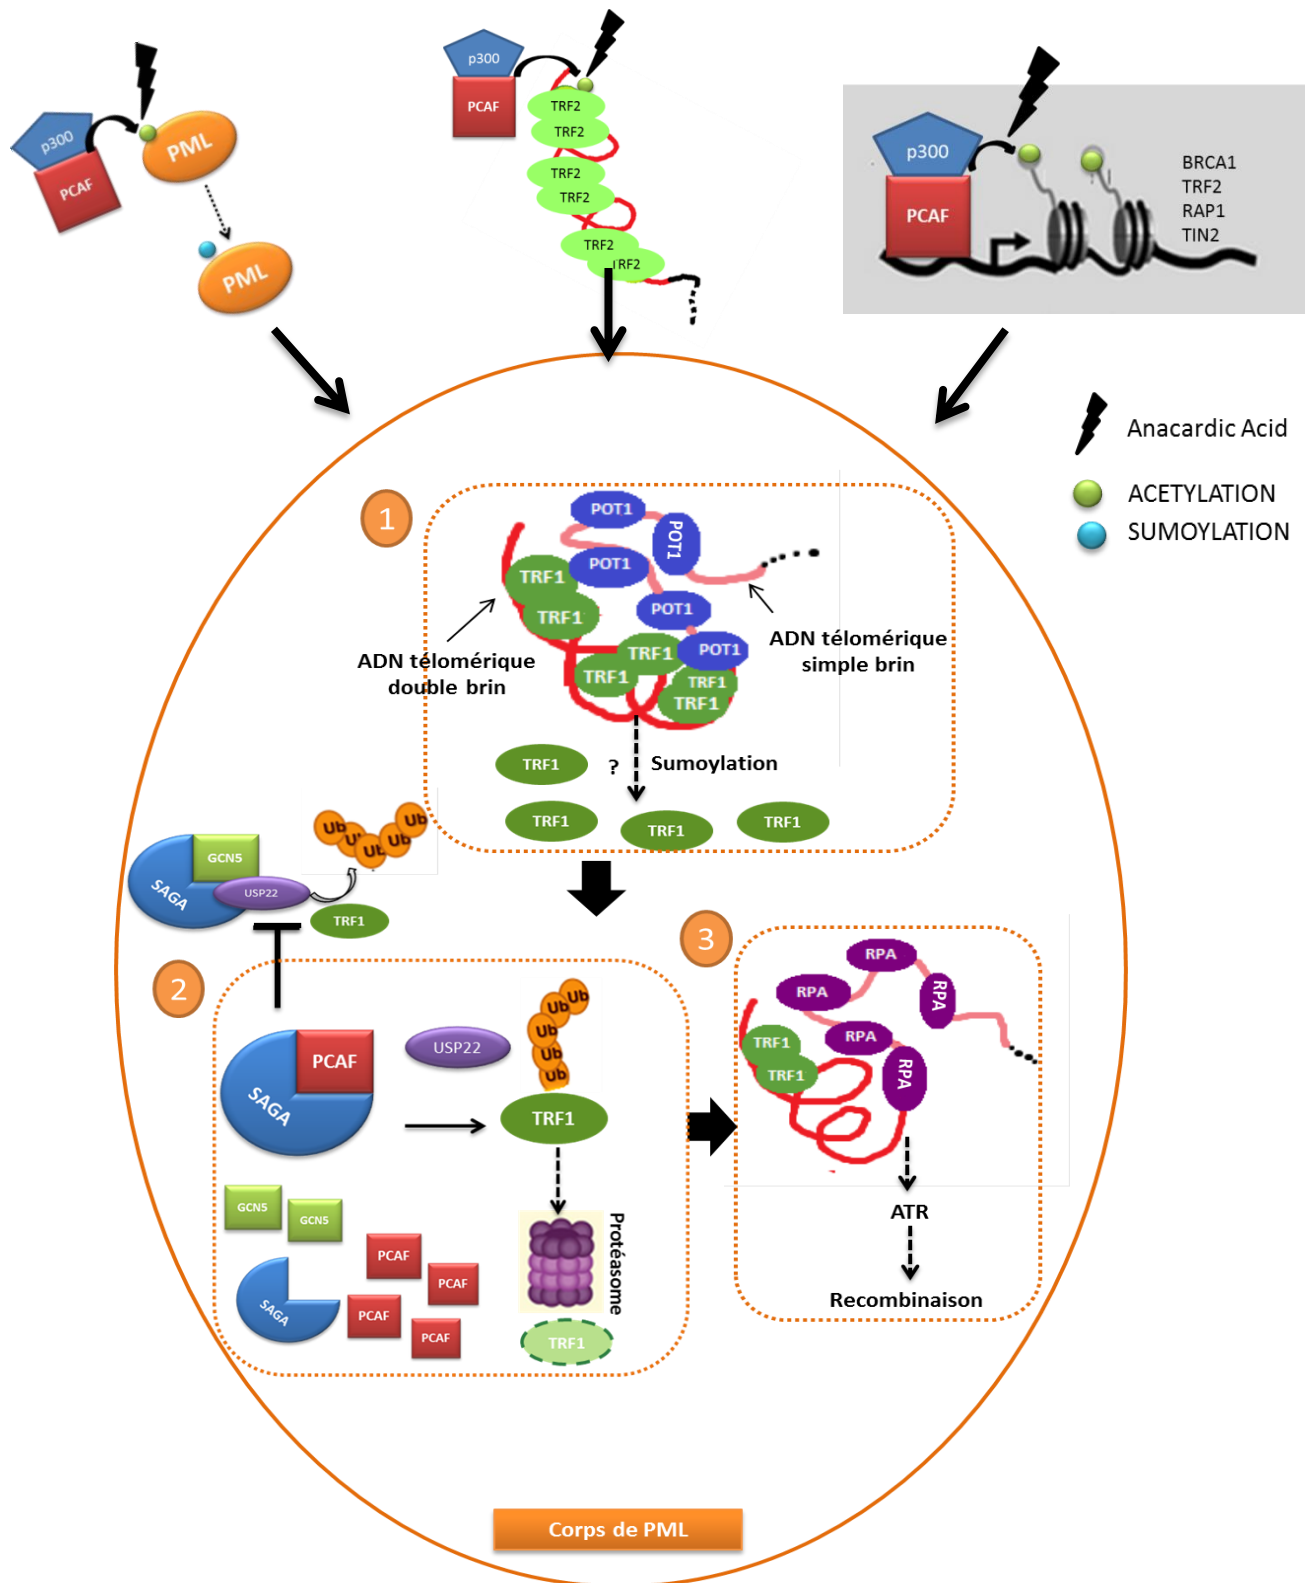 p300
PCAF
PML
PML
p300
PCAF
TRF2
TRF2
TRF2
TRF2
TRF2
TRF2
p300
PCAF
BRCA1
TRF2
RAP1
TIN2
Anacardic Acid
ACETYLATION
SUMOYLATION
1
POT1
POT1
POT1
POT1
POT1
TRF1
TRF1
TRF1
TRF1
TRF1
TRF1
ADN télomérique
double brin
ADN télomérique
simple brin
? Sumoylation
TRF1
TRF1
TRF1
TRF1
SAGA
GCN5
USP22
Ub
Ub
Ub
Ub
Ub
TRF1
2
SAGA
PCAF
USP22
Ub
Ub
Ub
Ub
Ub
TRF1
GCN5
GCN5
SAGA
PCAF
PCAF
PCAF
PCAF
Protéasome
TRF1
3
RPA
RPA
RPA
RPA
RPA
TRF1
TRF1
ATR
Recombinaison
Corps de PML